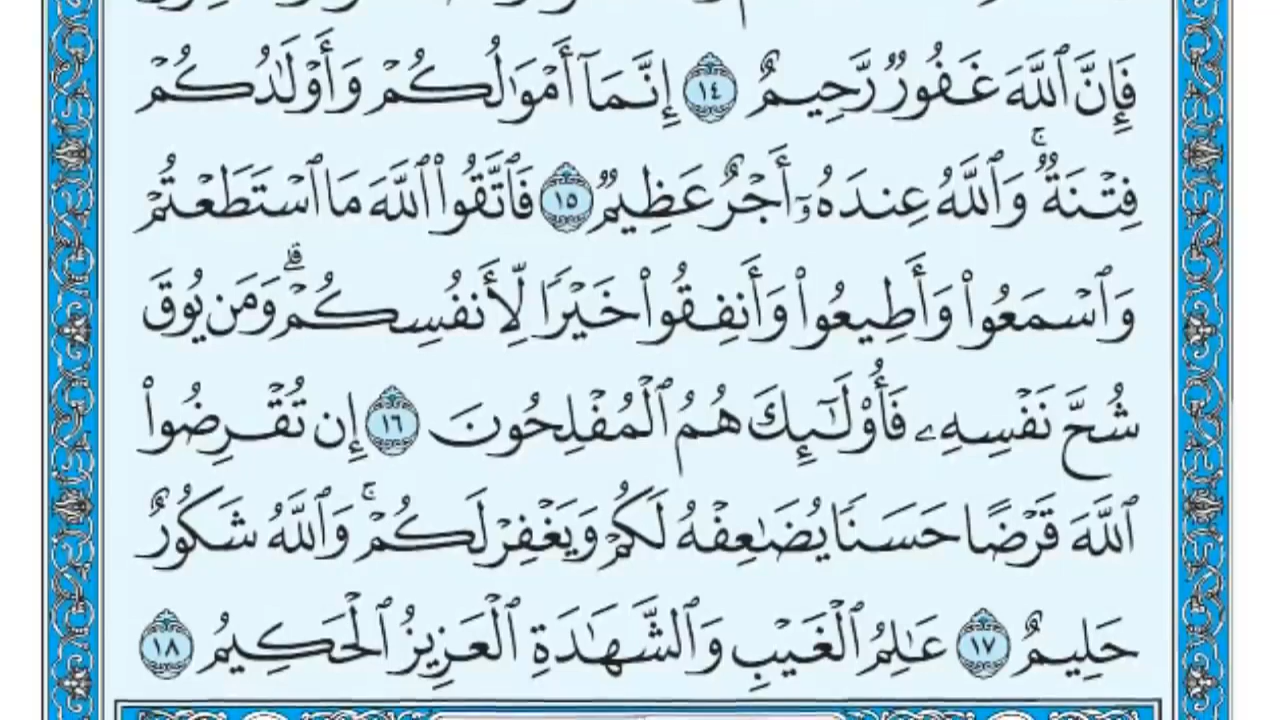 فَإِنَّ ٱللَّهَ غَفُورٌ رَّحِيمٌ ١٤ إِنَّمَآ أَمْوَٰلُكُمْ وَأَوْلَٰدُكُمْ
فِتْنَةٌ ۚ وَٱللَّهُ عِندَهُۥٓ أَجْرٌ عَظِيمٌ ١٥ فَٱتَّقُوا۟ ٱللَّهَ مَا ٱسْتَطَعْتُمْ
وَٱسْمَعُوا۟ وَأَطِيعُوا۟ وَأَنفِقُوا۟ خَيْرًا لِّأَنفُسِكُمْ ۗ وَمَن يُوقَ
شُحَّ نَفْسِهِۦ فَأُو۟لَٰٓئِكَ هُمُ ٱلْمُفْلِحُونَ ١٦ إِن تُقْرِضُوا۟
ٱللَّهَ قَرْضًا حَسَنًا يُضَٰعِفْهُ لَكُمْ وَيَغْفِرْ لَكُمْ ۚ وَٱللَّهُ شَكُورٌ
حَلِيمٌ ١٧ عَٰلِمُ ٱلْغَيْبِ وَٱلشَّهَٰدَةِ ٱلْعَزِيزُ ٱلْحَكِيمُ ١٨